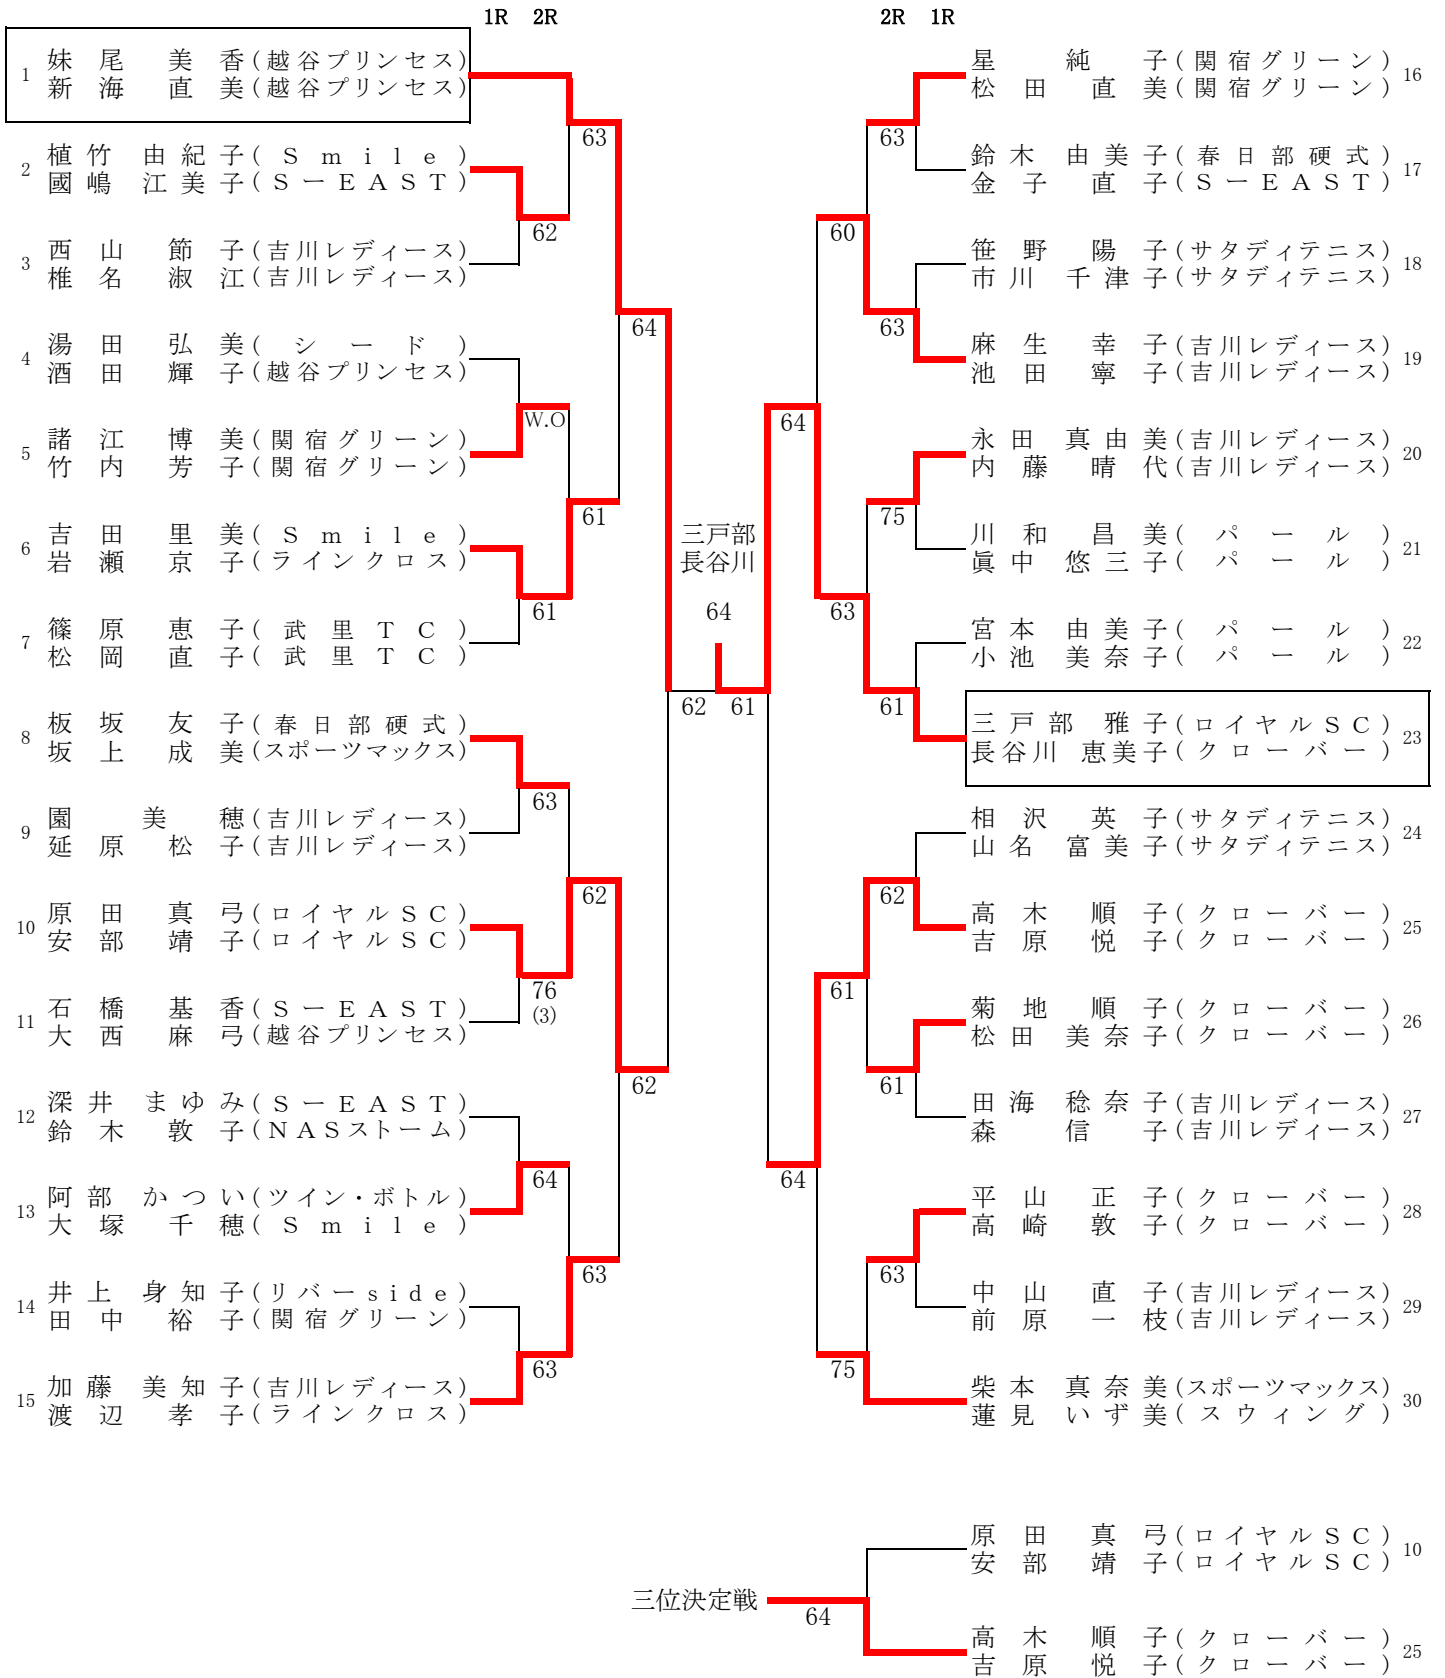 1R 2R
2R 1R
1 妹尾 美香(越谷プリンセス)
新海 直美(越谷プリンセス)
63
2 植竹 由紀子(Smile)
國嶋 江美子(SーEAST)
62
3 西山 節子(吉川レディース)
椎名 淑江(吉川レディース)
64
4 湯田 弘美(シード)
酒田 輝子(越谷プリンセス)
W.O
5 諸江 博美(関宿グリーン)
竹内 芳子(関宿グリーン)
61
6 吉田 里美(Smile)
岩瀬 京子(ラインクロス)
61
7 篠原 恵子(武里TC)
松岡 直子(武里TC)
62
8 板坂 友子(春日部硬式)
坂上 成美(スポーツマックス)
63
9 園 美穂(吉川レディース)
延原 松子(吉川レディース)
62
10 原田 真弓(ロイヤルSC)
安部 靖子(ロイヤルSC)
76
(3)
11 石橋 基香(SーEAST)
大西 麻弓(越谷プリンセス)
62
12 深井 まゆみ(SーEAST)
鈴木 敦子(NASストーム)
64
13 阿部 かつい(ツイン・ボトル)
大塚 千穂(Smile)
63
14 井上 身知子(リバーside)
田中 裕子(関宿グリーン)
63
15 加藤 美知子(吉川レディース)
渡辺 孝子(ラインクロス)
三戸部
長谷川
64
星 純子(関宿グリーン) 16
松田 直美(関宿グリーン)
63
鈴木 由美子(春日部硬式) 17
金子 直子(SーEAST)
60
笹野 陽子(サタディテニス) 18
市川 千津子(サタディテニス)
63
麻生 幸子(吉川レディース) 19
池田 寧子(吉川レディース)
64
永田 真由美(吉川レディース) 20
内藤 晴代(吉川レディース)
75
川和 昌美(パール) 21
眞中 悠三子(パール)
63
宮本 由美子(パール) 22
小池 美奈子(パール)
61
61
三戸部 雅子(ロイヤルSC) 23
長谷川 恵美子(クローバー)
相沢 英子(サタディテニス) 24
山名 富美子(サタディテニス)
62
高木 順子(クローバー) 25
吉原 悦子(クローバー)
61
菊地 順子(クローバー) 26
松田 美奈子(クローバー)
61
田海 稔奈子(吉川レディース) 27
森 信子(吉川レディース)
64
平山 正子(クローバー) 28
高崎 敦子(クローバー)
63
中山 直子(吉川レディース) 29
前原 一枝(吉川レディース)
75
柴本 真奈美(スポーツマックス) 30
蓮見 いず美(スウィング)
三位決定戦
64
原田 真弓(ロイヤルSC) 10
安部 靖子(ロイヤルSC)
高木 順子(クローバー) 25
吉原 悦子(クローバー)